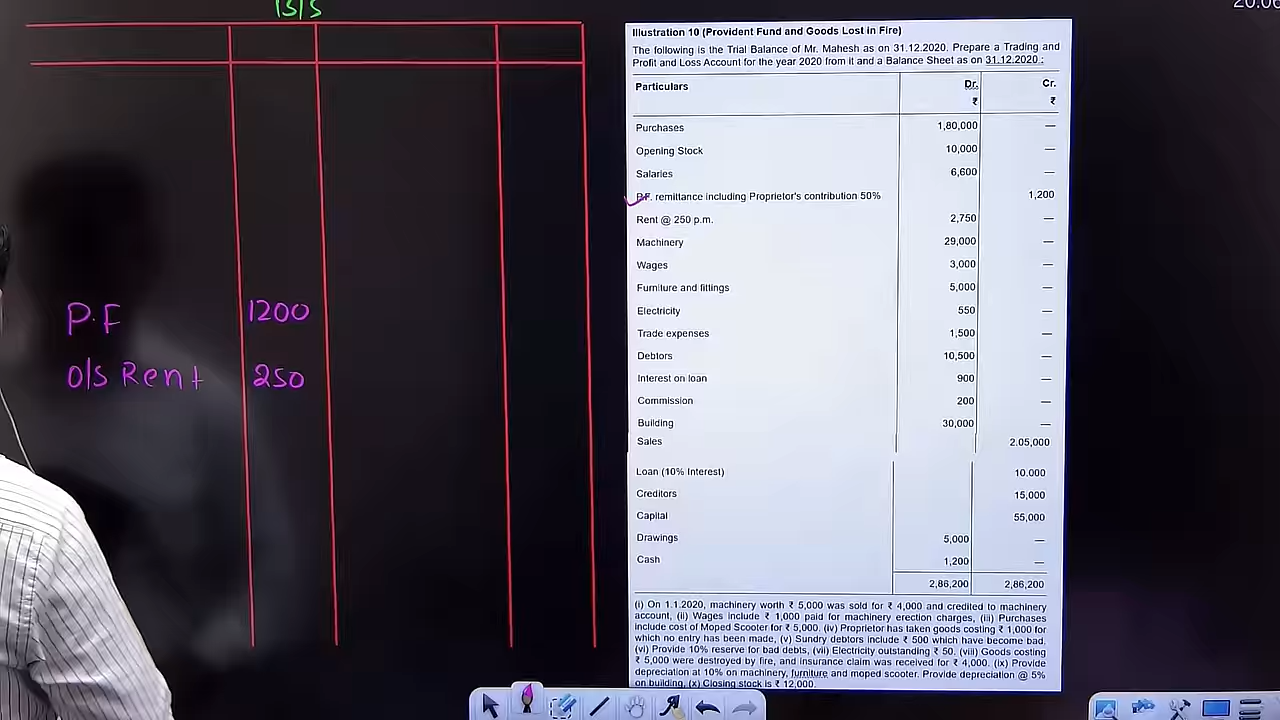 B/S
P.F 1200
O/S Rent 250
Illustration 10 (Provident Fund and Goods Lost in Fire)
The following is the Trial Balance of Mr. Mahesh as on 31.12.2020. Prepare a Trading and
Profit and Loss Account for the year 2020 from it and a Balance Sheet as on 31.12.2020 :
Particulars Dr. Cr.
₹ ₹
Purchases 1,80,000 —
Opening Stock 10,000 —
Salaries 6,600 —
P.F. remittance including Proprietor's contribution 50% 1,200
Rent @ 250 p.m. 2,750 —
Machinery 29,000 —
Wages 3,000 —
Furniture and fittings 5,000 —
Electricity 550 —
Trade expenses 1,500 —
Debtors 10,500 —
Interest on loan 900 —
Commission 200 —
Building 30,000 —
Sales 2,05,000
Loan (10% Interest) 10,000
Creditors 15,000
Capital 55,000
Drawings 5,000 —
Cash 1,200 —
2,86,200 2,86,200
(i) On 1.1.2020, machinery worth ₹ 5,000 was sold for ₹ 4,000 and credited to machinery
account, (ii) Wages include ₹ 1,000 paid for machinery erection charges, (iii) Purchases
include cost of Moped Scooter for ₹ 5,000, (iv) Proprietor has taken goods costing ₹ 1,000 for
which no entry has been made, (v) Sundry debtors include ₹ 500 which have become bad,
(vi) Provide 10% reserve for bad debts, (vii) Electricity outstanding ₹ 50. (viii) Goods costing
₹ 5,000 were destroyed by fire, and insurance claim was received for ₹ 4,000. (ix) Provide
depreciation at 10% on machinery, furniture and moped scooter. Provide depreciation @ 5%
on building, (x) Closing stock is ₹ 12,000.